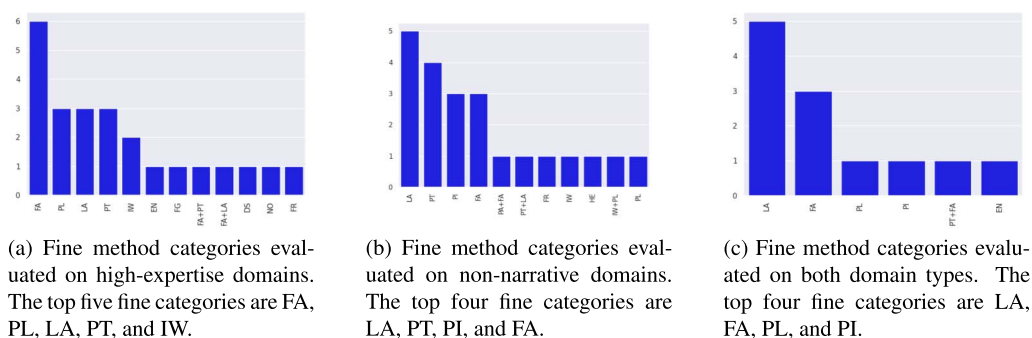 6
5
4
3
2
1
0
FA
PL
LA
PT
IW
EN
FG
FA+PT
FA+LA
DS
NO
FR
(a) Fine method categories eval-
uated on high-expertise domains.
The top five fine categories are FA,
PL, LA, PT, and IW.
5
4
3
2
1
0
LA
PT
PI
FA
PA+FA
PT+LA
FR
IW
HE
IW+PL
PL
(b) Fine method categories eval-
uated on non-narrative domains.
The top four fine categories are
LA, PT, PI, and FA.
5
4
3
2
1
0
LA
FA
PL
PI
PT+FA
EN
(c) Fine method categories evalu-
ated on both domain types. The
top four fine categories are LA,
FA, PL, and PI.